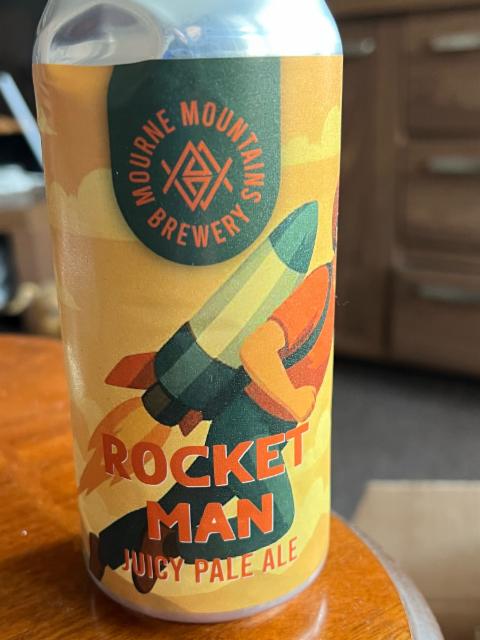 MOURNE MOUNTAINS
BREWERY
ROCKET
MAN
JUICY PALE ALE